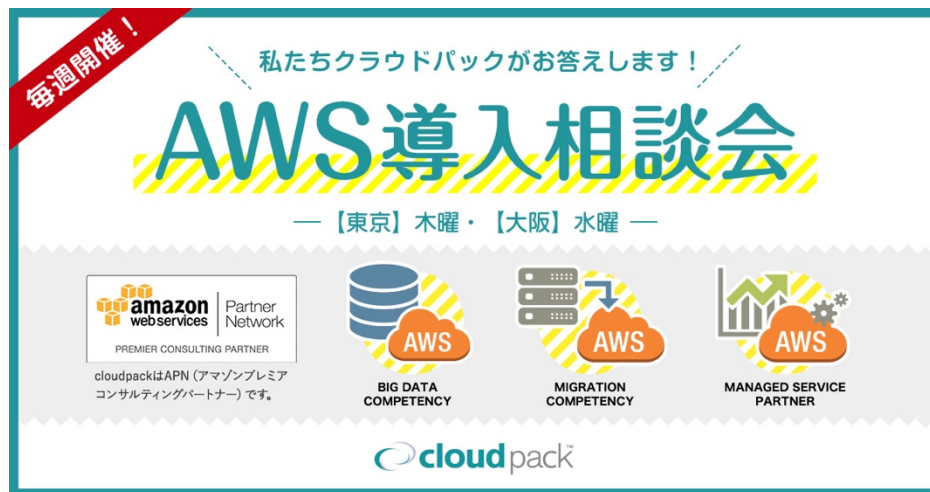 毎週開催！
私たちクラウドパックがお答えします！
AWS導入相談会
【東京】木曜・【大阪】水曜
amazon
webservices
Partner
Network
PREMIER CONSULTING PARTNER
cloudpackはAPN（アマゾンプレミア
コンサルティングパートナー）です。
AWS
BIG DATA
COMPETENCY
AWS
MIGRATION
COMPETENCY
AWS
MANAGED SERVICE
PARTNER
cloudpack™